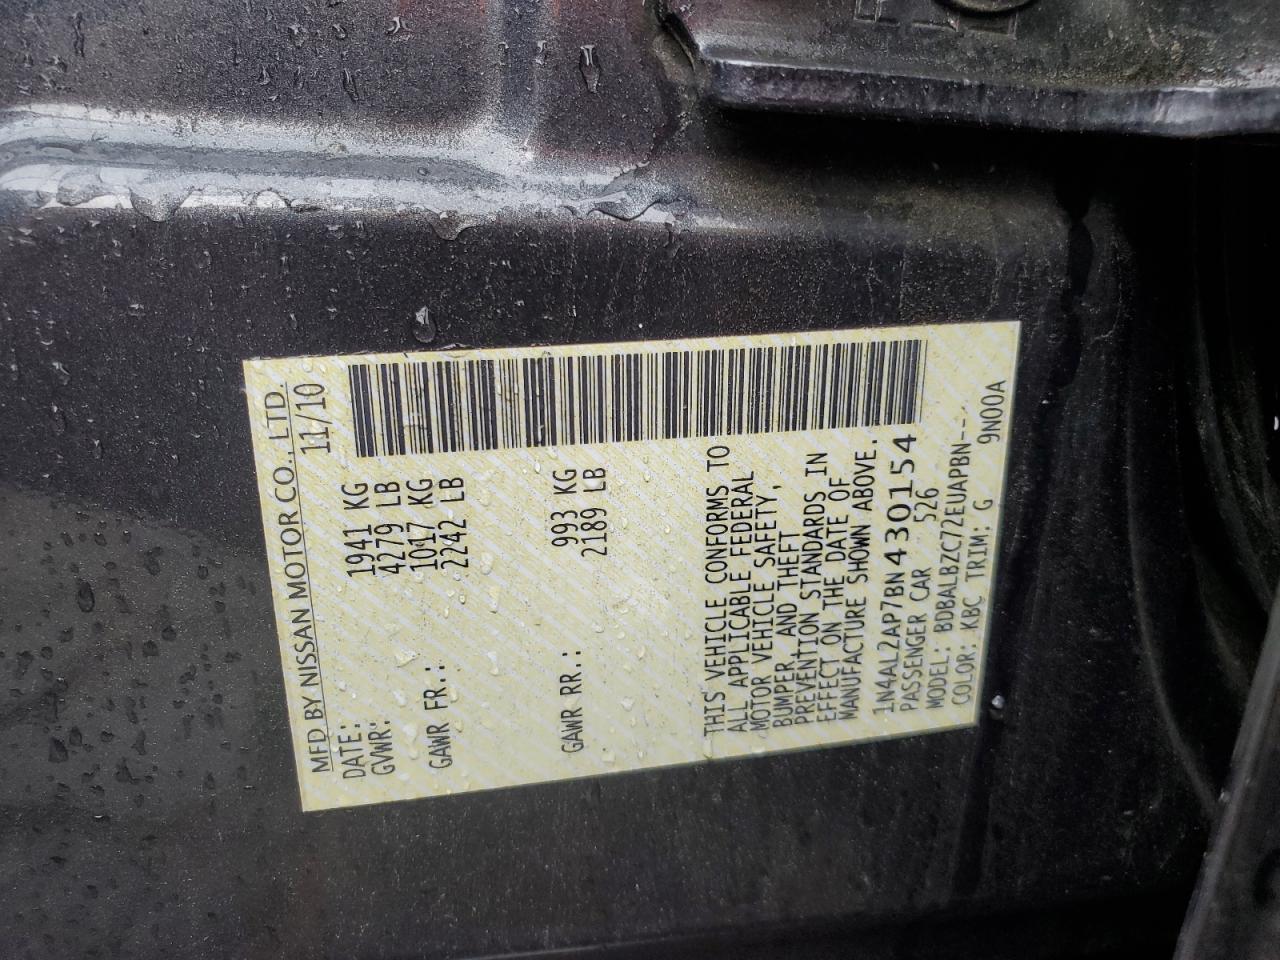 MFD BY NISSAN MOTOR CO., LTD.
DATE: 11/10
GVWR: 1941 KG
4279 LB
GAWR FR.: 1017 KG
2242 LB
GAWR RR.: 993 KG
2189 LB
THIS VEHICLE CONFORMS TO
ALL APPLICABLE FEDERAL
MOTOR VEHICLE SAFETY,
BUMPER, AND THEFT
PREVENTION STANDARDS IN
EFFECT ON THE DATE OF
MANUFACTURE SHOWN ABOVE.
1N4AL2AP7BN430154
PASSENGER CAR 526
MODEL: BDBALBZC72EUAPBN---
COLOR: KBC TRIM: G 9N00A